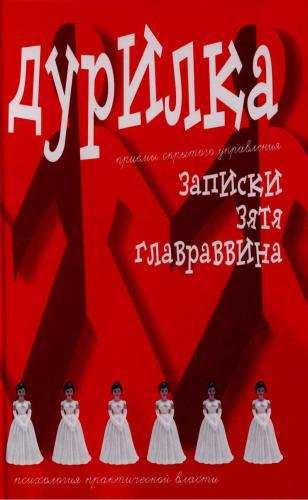 Дурилка
приемы скрытого управления
записки
зятя
главраввина
психология практической власти